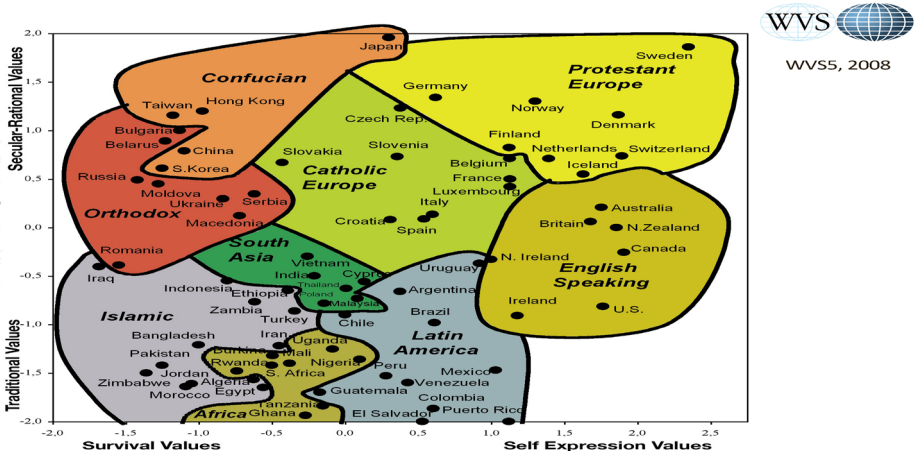 WVS
WVS5, 2008
Secular-Rational Values
Traditional Values
2.0
1.5
1.0
0.5
0.0
-0.5
-1.0
-1.5
-2.0
Japan
Confucian
Taiwan
Hong Kong
Bulgaria
Belarus
China
S.Korea
Sweden
Protestant
Europe
Germany
Norway
Denmark
Finland
Netherlands
Switzerland
Iceland
Czech Rep.
Slovakia
Slovenia
Belgium
Catholic
Europe
France
Luxembourg
Italy
Croatia
Spain
Russia
Moldova
Ukraine
Serbia
Orthodox
Macedonia
Romania
Australia
Britain
N.Zealand
Canada
N. Ireland
English
Speaking
Ireland
U.S.
South
Asia
Vietnam
India
Cyprus
Thailand
Poland
Malaysia
Iraq
Indonesia
Ethiopia
Zambia
Turkey
Islamic
Bangladesh
Iran
Pakistan
Jordan
Zimbabwe
Algeria
Morocco
Egypt
Uganda
Burkina
Mali
Rwanda
S. Africa
Nigeria
Tanzania
Africa
Ghana
Uruguay
Argentina
Chile
Brazil
Latin
America
Peru
Mexico
Venezuela
Guatemala
Colombia
El Salvador
Puerto Rico
-2.0
-1,5
-1.0
-0.5
0,0
0.5
1.0
1.5
2,0
2,5
Survival Values
Self Expression Values